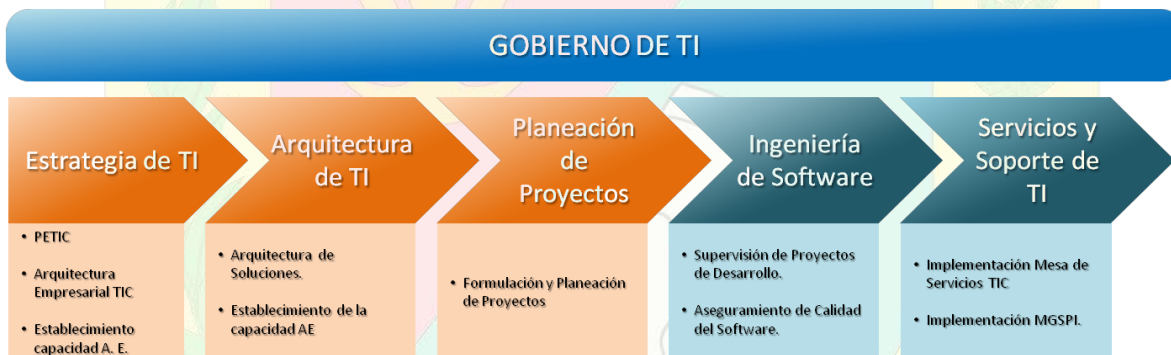 GOBIERNO DE TI
Estrategia de TI
• PETIC
• Arquitectura
Empresarial TIC
• Establecimiento
capacidad A. E.
Arquitectura
de TI
• Arquitectura de
Soluciones.
• Establecimiento de la
capacidad AE
Planeación
de
Proyectos
• Formulación y Planeación
de Proyectos
Ingeniería
de Software
• Supervisión de Proyectos
de Desarrollo.
• Aseguramiento de Calidad
del Software.
Servicios y
Soporte de
TI
• Implementación Mesa de
Servicios TIC
• Implementación MGSPI.